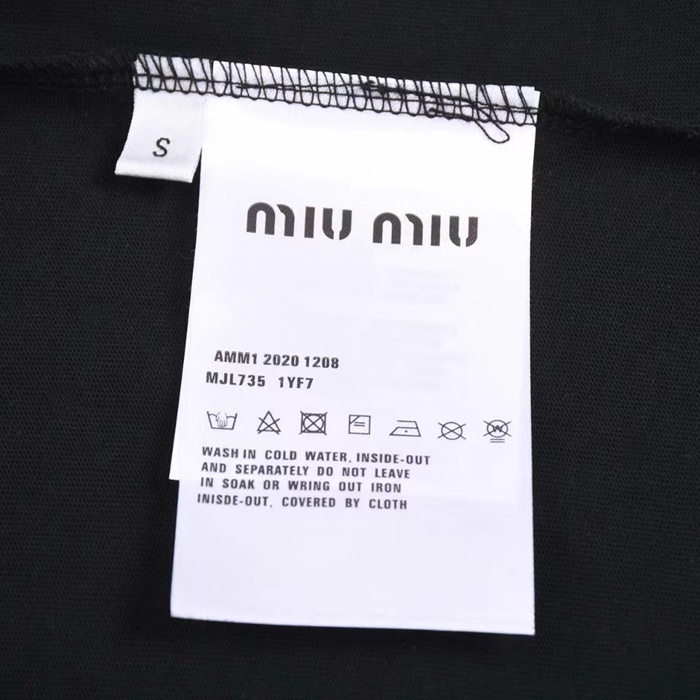 S
MIU MIU
AMM1 2020 1208
MJL735 1YF7
WASH IN COLD WATER, INSIDE-OUT
AND SEPARATELY DO NOT LEAVE
IN SOAK OR WRING OUT IRON
INISDE-OUT, COVERED BY CLOTH